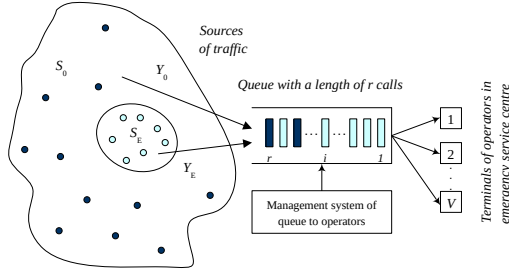 Sources
of traffic
S0
Y0
Queue with a length of r calls
SE
YE
r
...
i
...
1
Management system of
queue to operators
1
2
.
.
.
V
Terminals of operators in
emergency service centre